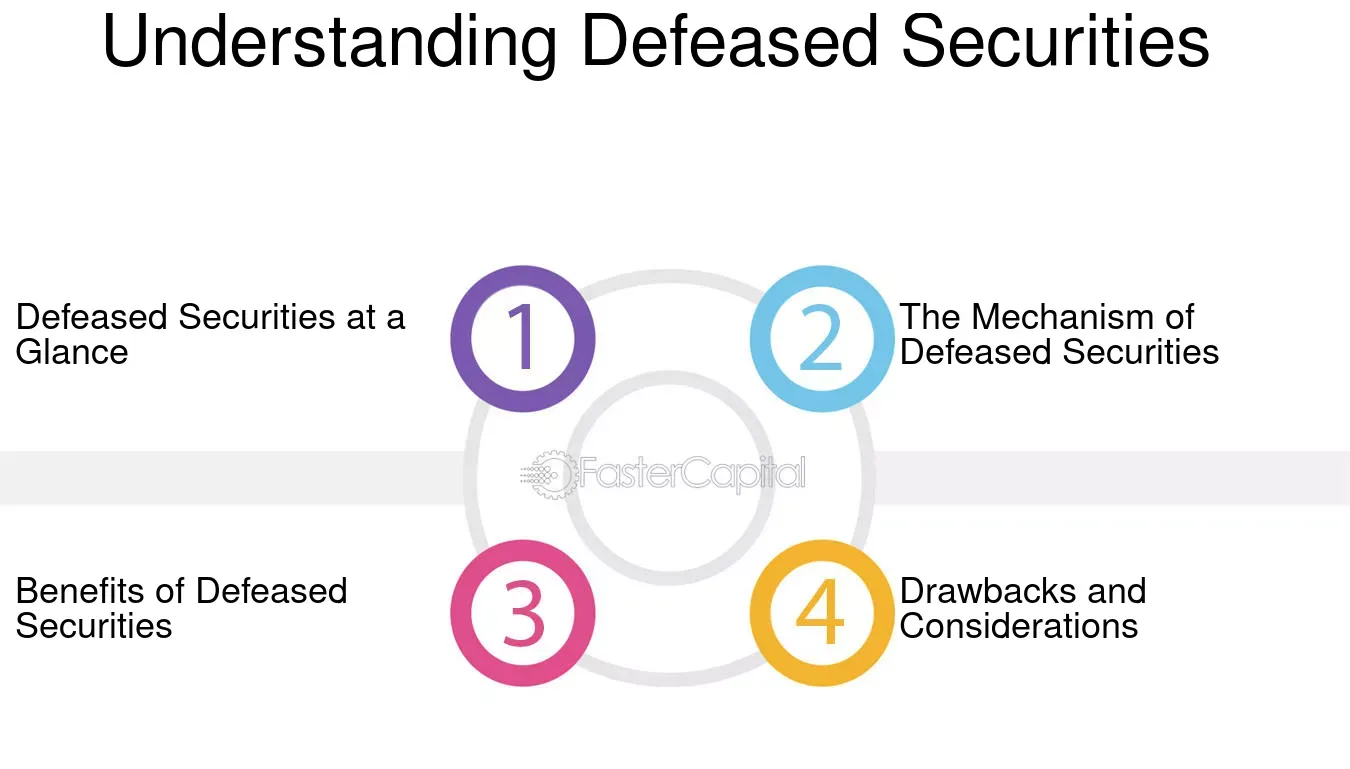 Understanding Defeased Securities
Defeased Securities at a
Glance
1
2
The Mechanism of
Defeased Securities
FasterCapital
Benefits of Defeased
Securities
3
4
Drawbacks and
Considerations